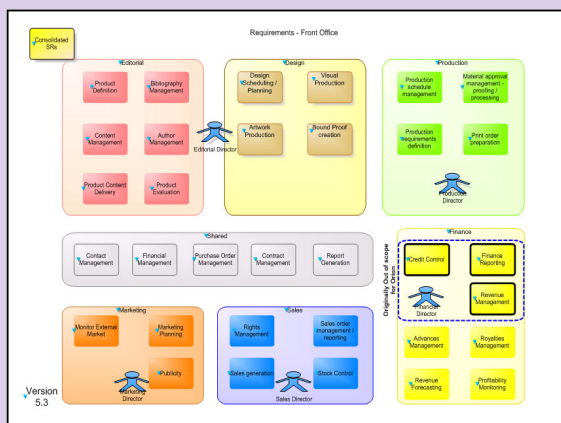 Requirements - Front Office
Consolidated
SRs
Editorial
Product
Definition
Bibliography
Management
Content
Management
Author
Management
Product Content
Delivery
Product
Evaluation
Editorial Director
Design
Design
Scheduling /
Planning
Visual
Production
Artwork
Production
Bound Proof
creation
Production
Production
schedule
management
Material approval
management -
proofing /
processing
Production
requirements
definition
Print order
preparation
Production
Director
Shared
Contact
Management
Financial
Management
Purchase Order
Management
Contract
Management
Report
Generation
Finance
Originally Out of scope
for Orion
Credit Control
Finance
Reporting
Financial
Director
Revenue
Management
Advances
Management
Royalties
Management
Revenue
Forecasting
Profitability
Monitoring
Marketing
Monitor External
Market
Marketing
Planning
Publicity
Marketing
Director
Sales
Rights
Management
Sales order
management /
reporting
Sales generation
Stock Control
Sales Director
Version
5.3